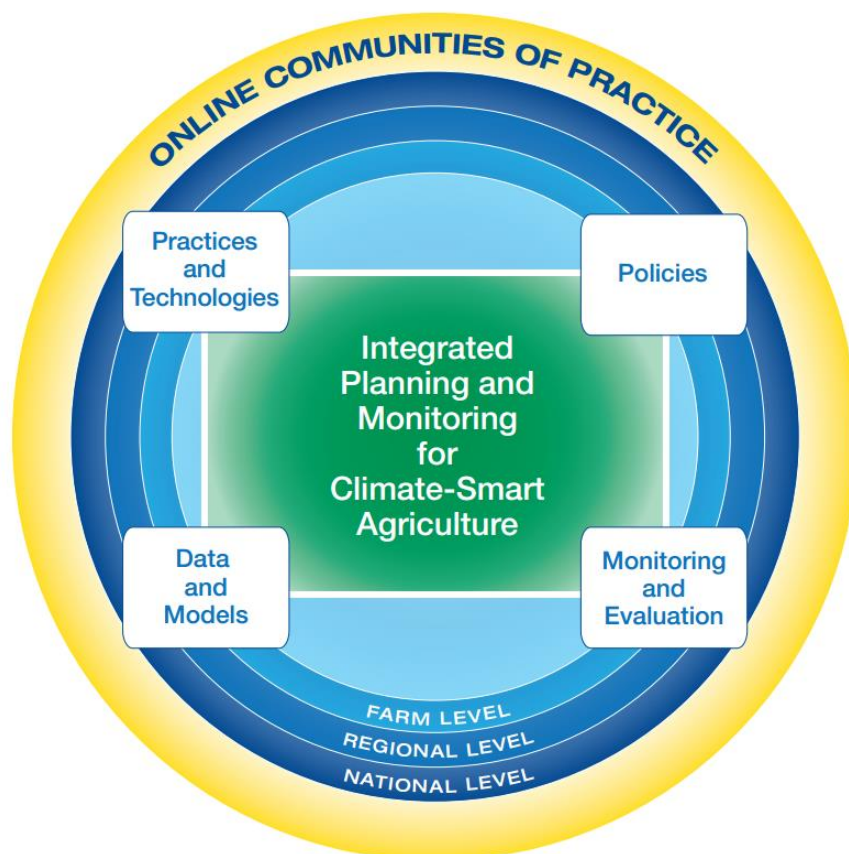 ONLINE COMMUNITIES OF PRACTICE
Practices
and
Technologies
Policies
Integrated
Planning and
Monitoring
for
Climate-Smart
Agriculture
Data
and
Models
Monitoring
and
Evaluation
FARM LEVEL
REGIONAL LEVEL
NATIONAL LEVEL